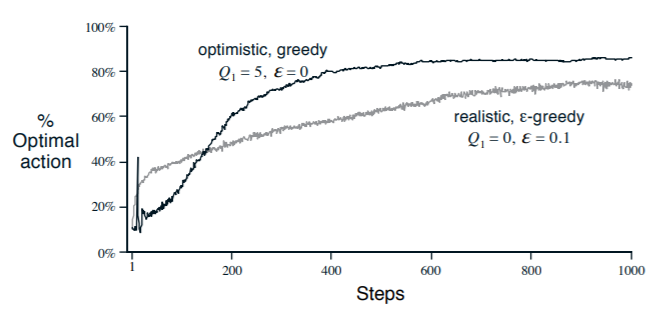 100%
80%
60%
40%
20%
0%
%
Optimal
action
optimistic, greedy
Q₁ = 5, ε = 0
realistic, ε-greedy
Q₁ = 0, ε = 0.1
1
200
400
600
800
1000
Steps